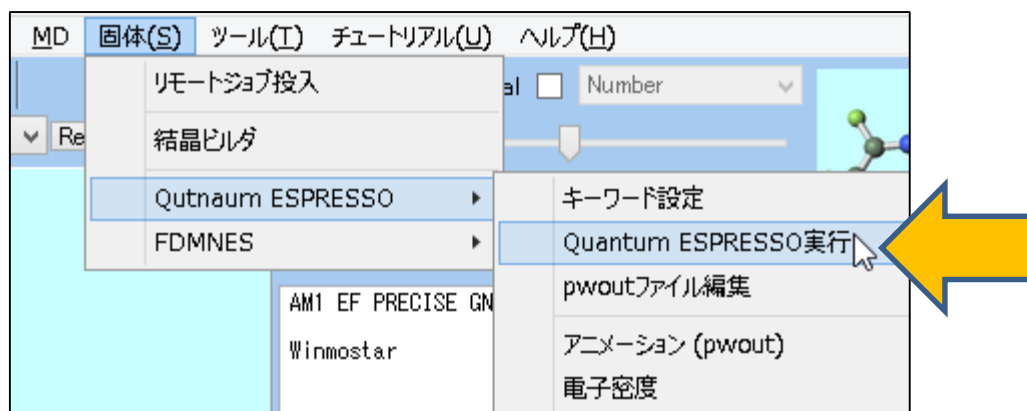 MD 固体(S) ツール(T) チュートリアル(U) ヘルプ(H)
リモートジョブ投入
al Number
Re
結晶ビルダ
Qutnaum ESPRESSO
キーワード設定
FDMNES
Quantum ESPRESSO実行
pwoutファイル編集
AM1 EF PRECISE GN
Winmostar
アニメーション (pwout)
電子密度